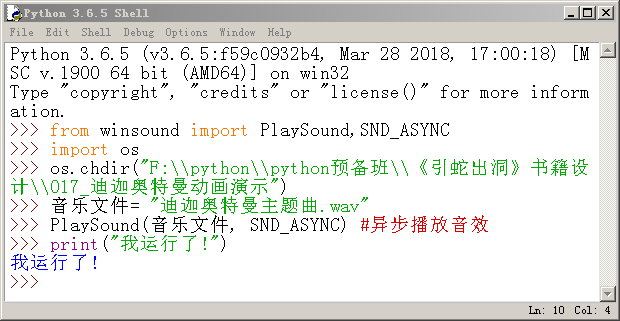 Python 3.6.5 Shell
File Edit Shell Debug Options Window Help
Python 3.6.5 (v3.6.5:f59c0932b4, Mar 28 2018, 17:00:18) [M
SC v.1900 64 bit (AMD64)] on win32
Type "copyright", "credits" or "license()" for more inform
ation.
>>> from winsound import PlaySound,SND_ASYNC
>>> import os
>>> os.chdir("F:\\python\\python预备班\\《引蛇出洞》书籍设
计\\017_迪迦奥特曼动画演示")
>>> 音乐文件= "迪迦奥特曼主题曲.wav"
>>> PlaySound(音乐文件, SND_ASYNC) #异步播放音效
>>> print("我运行了!")
我运行了!
>>>
Ln: 10 Col: 4